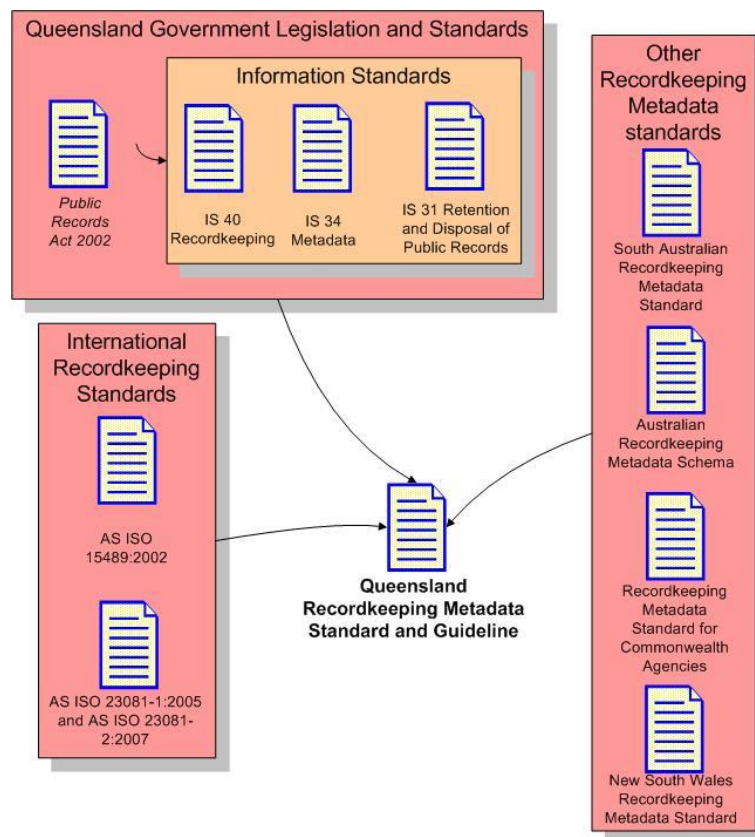 Queensland Government Legislation and Standards
Information Standards
Public
Records
Act 2002
IS 40
Recordkeeping
IS 34
Metadata
IS 31 Retention
and Disposal of
Public Records
International
Recordkeeping
Standards
AS ISO
15489:2002
AS ISO 23081-1:2005
and AS ISO 23081-
2:2007
Queensland
Recordkeeping Metadata
Standard and Guideline
Other
Recordkeeping
Metadata
standards
South Australian
Recordkeeping
Metadata
Standard
Australian
Recordkeeping
Metadata Schema
Recordkeeping
Metadata
Standard for
Commonwealth
Agencies
New South Wales
Recordkeeping
Metadata Standard